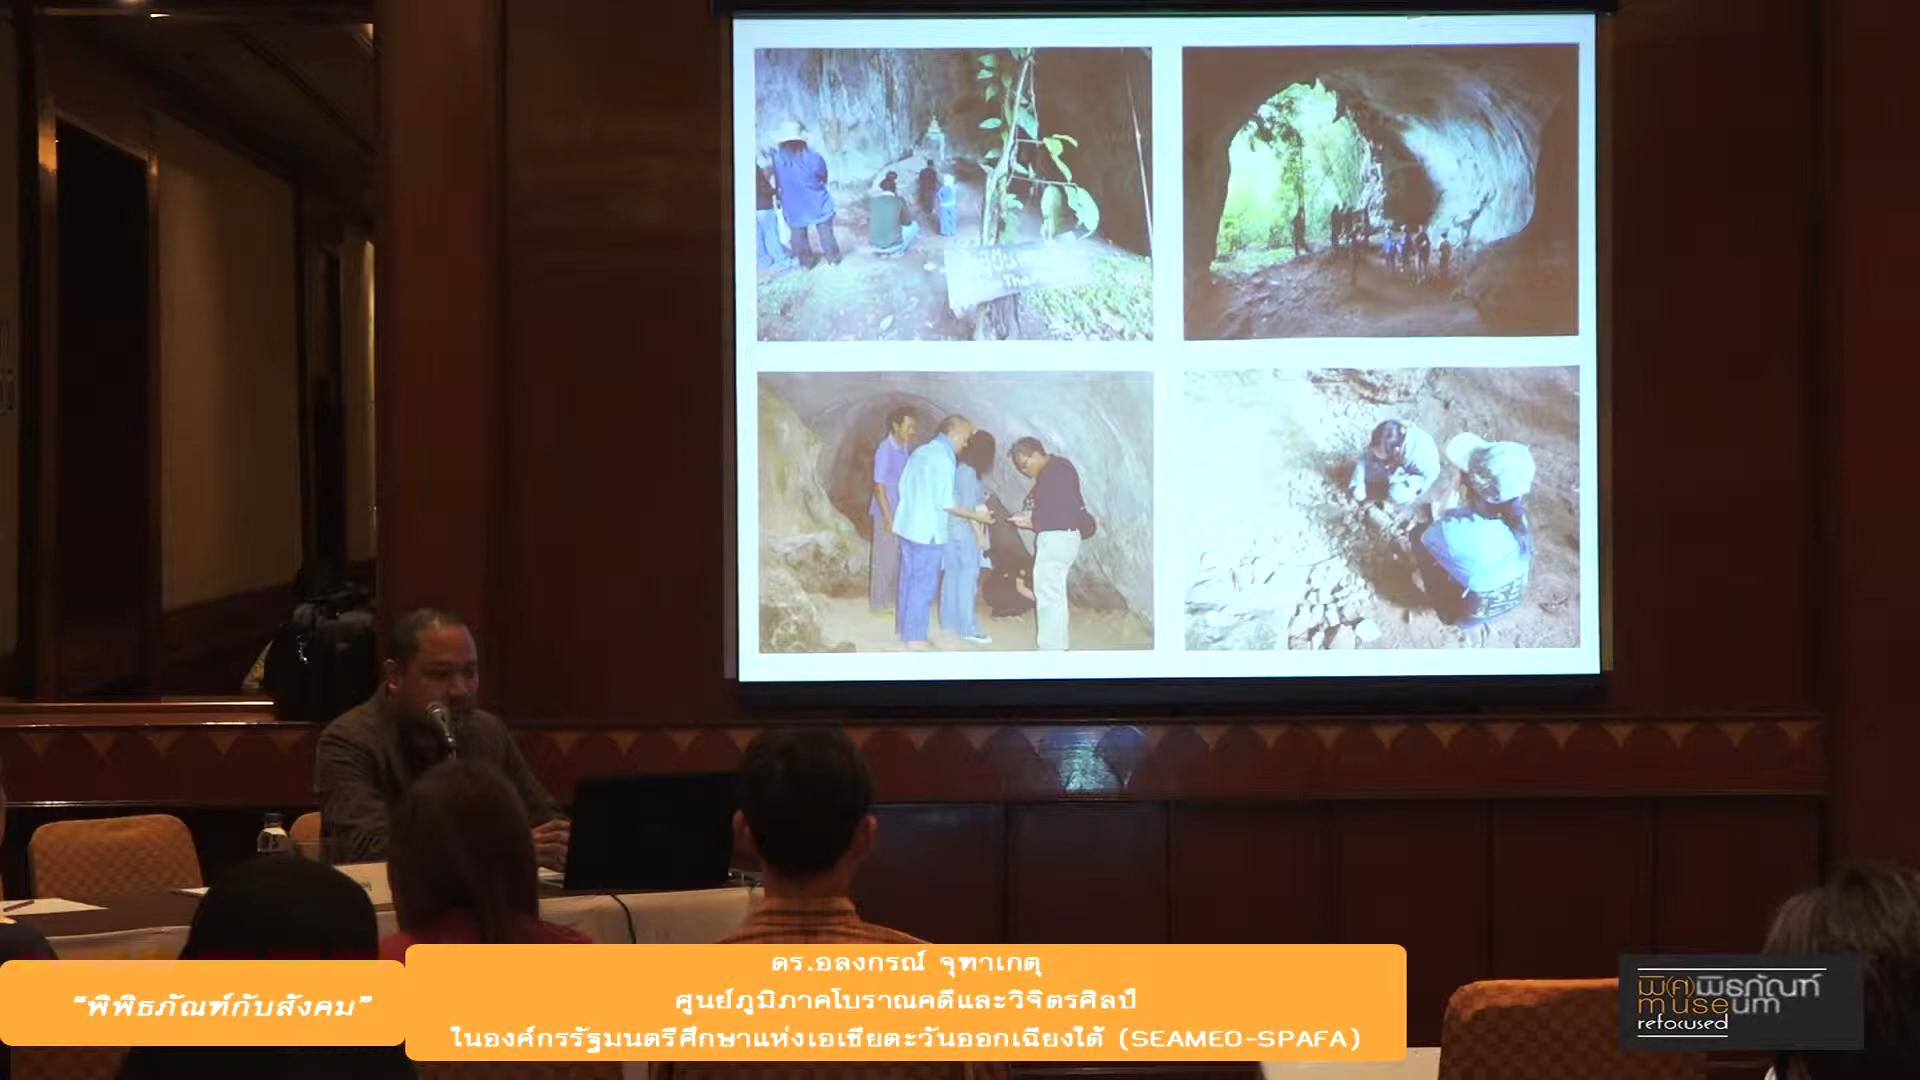 “พิพิธภัณฑ์กับสังคม”
ดร.อลงกรณ์ จุฑาเกตุ
ศูนย์ภูมิภาคโบราณคดีและวิจิตรศิลป์
ในองค์กรรัฐมนตรีศึกษาแห่งเอเชียตะวันออกเฉียงใต้ (SEAMEO-SPAFA)
พิ(ศ)พิธภัณฑ์
museum
refocused